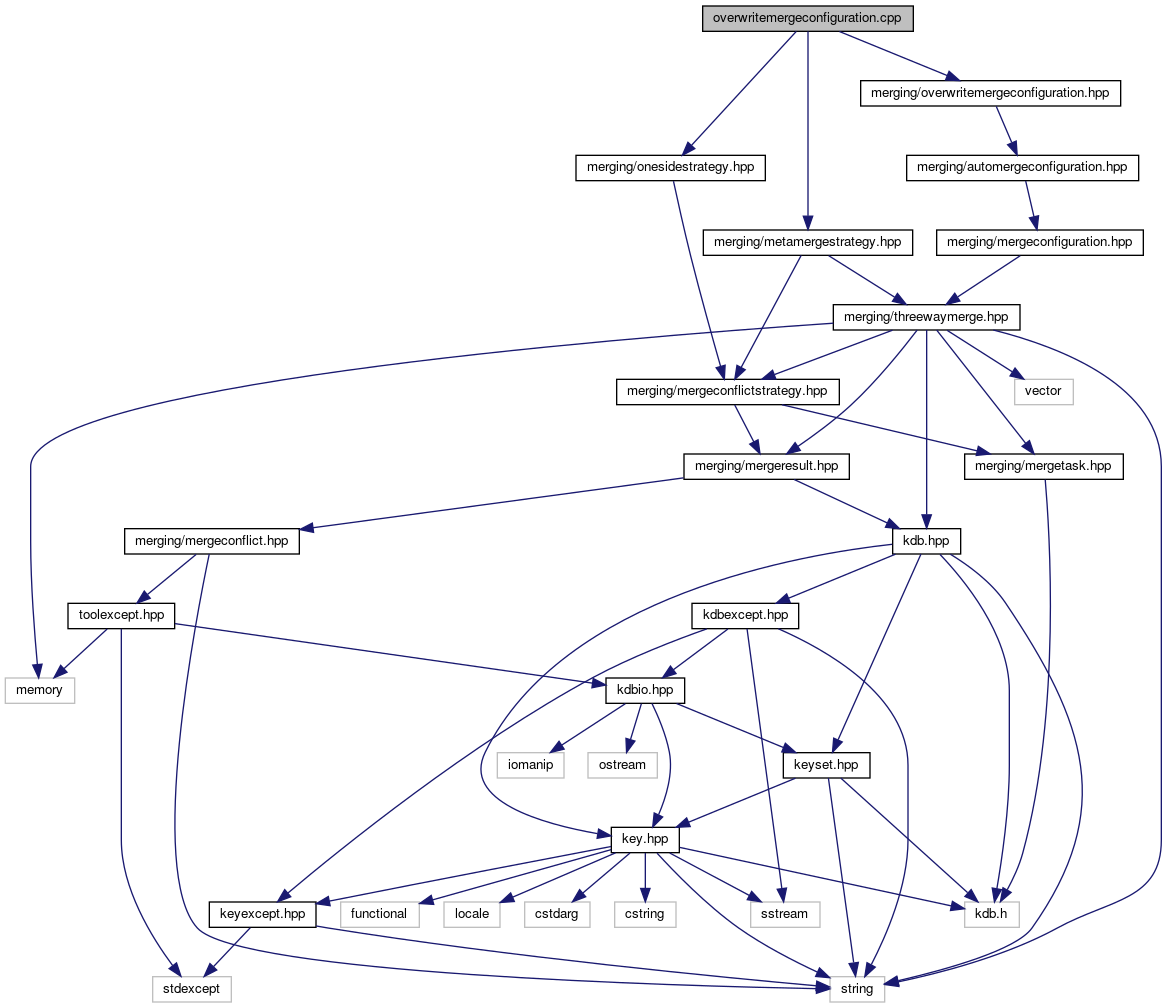 overwritemergeconfiguration.cpp
merging/overwritemergeconfiguration.hpp
merging/onesidestrategy.hpp
merging/automergeconfiguration.hpp
merging/metamergestrategy.hpp
merging/mergeconfiguration.hpp
merging/threewaymerge.hpp
merging/mergeconflictstrategy.hpp
vector
merging/mergeresult.hpp
merging/mergetask.hpp
merging/mergeconflict.hpp
kdb.hpp
toolexcept.hpp
kdbexcept.hpp
memory
kdbio.hpp
iomanip
ostream
keyset.hpp
key.hpp
keyexcept.hpp
functional
locale
cstdarg
cstring
sstream
kdb.h
stdexcept
string